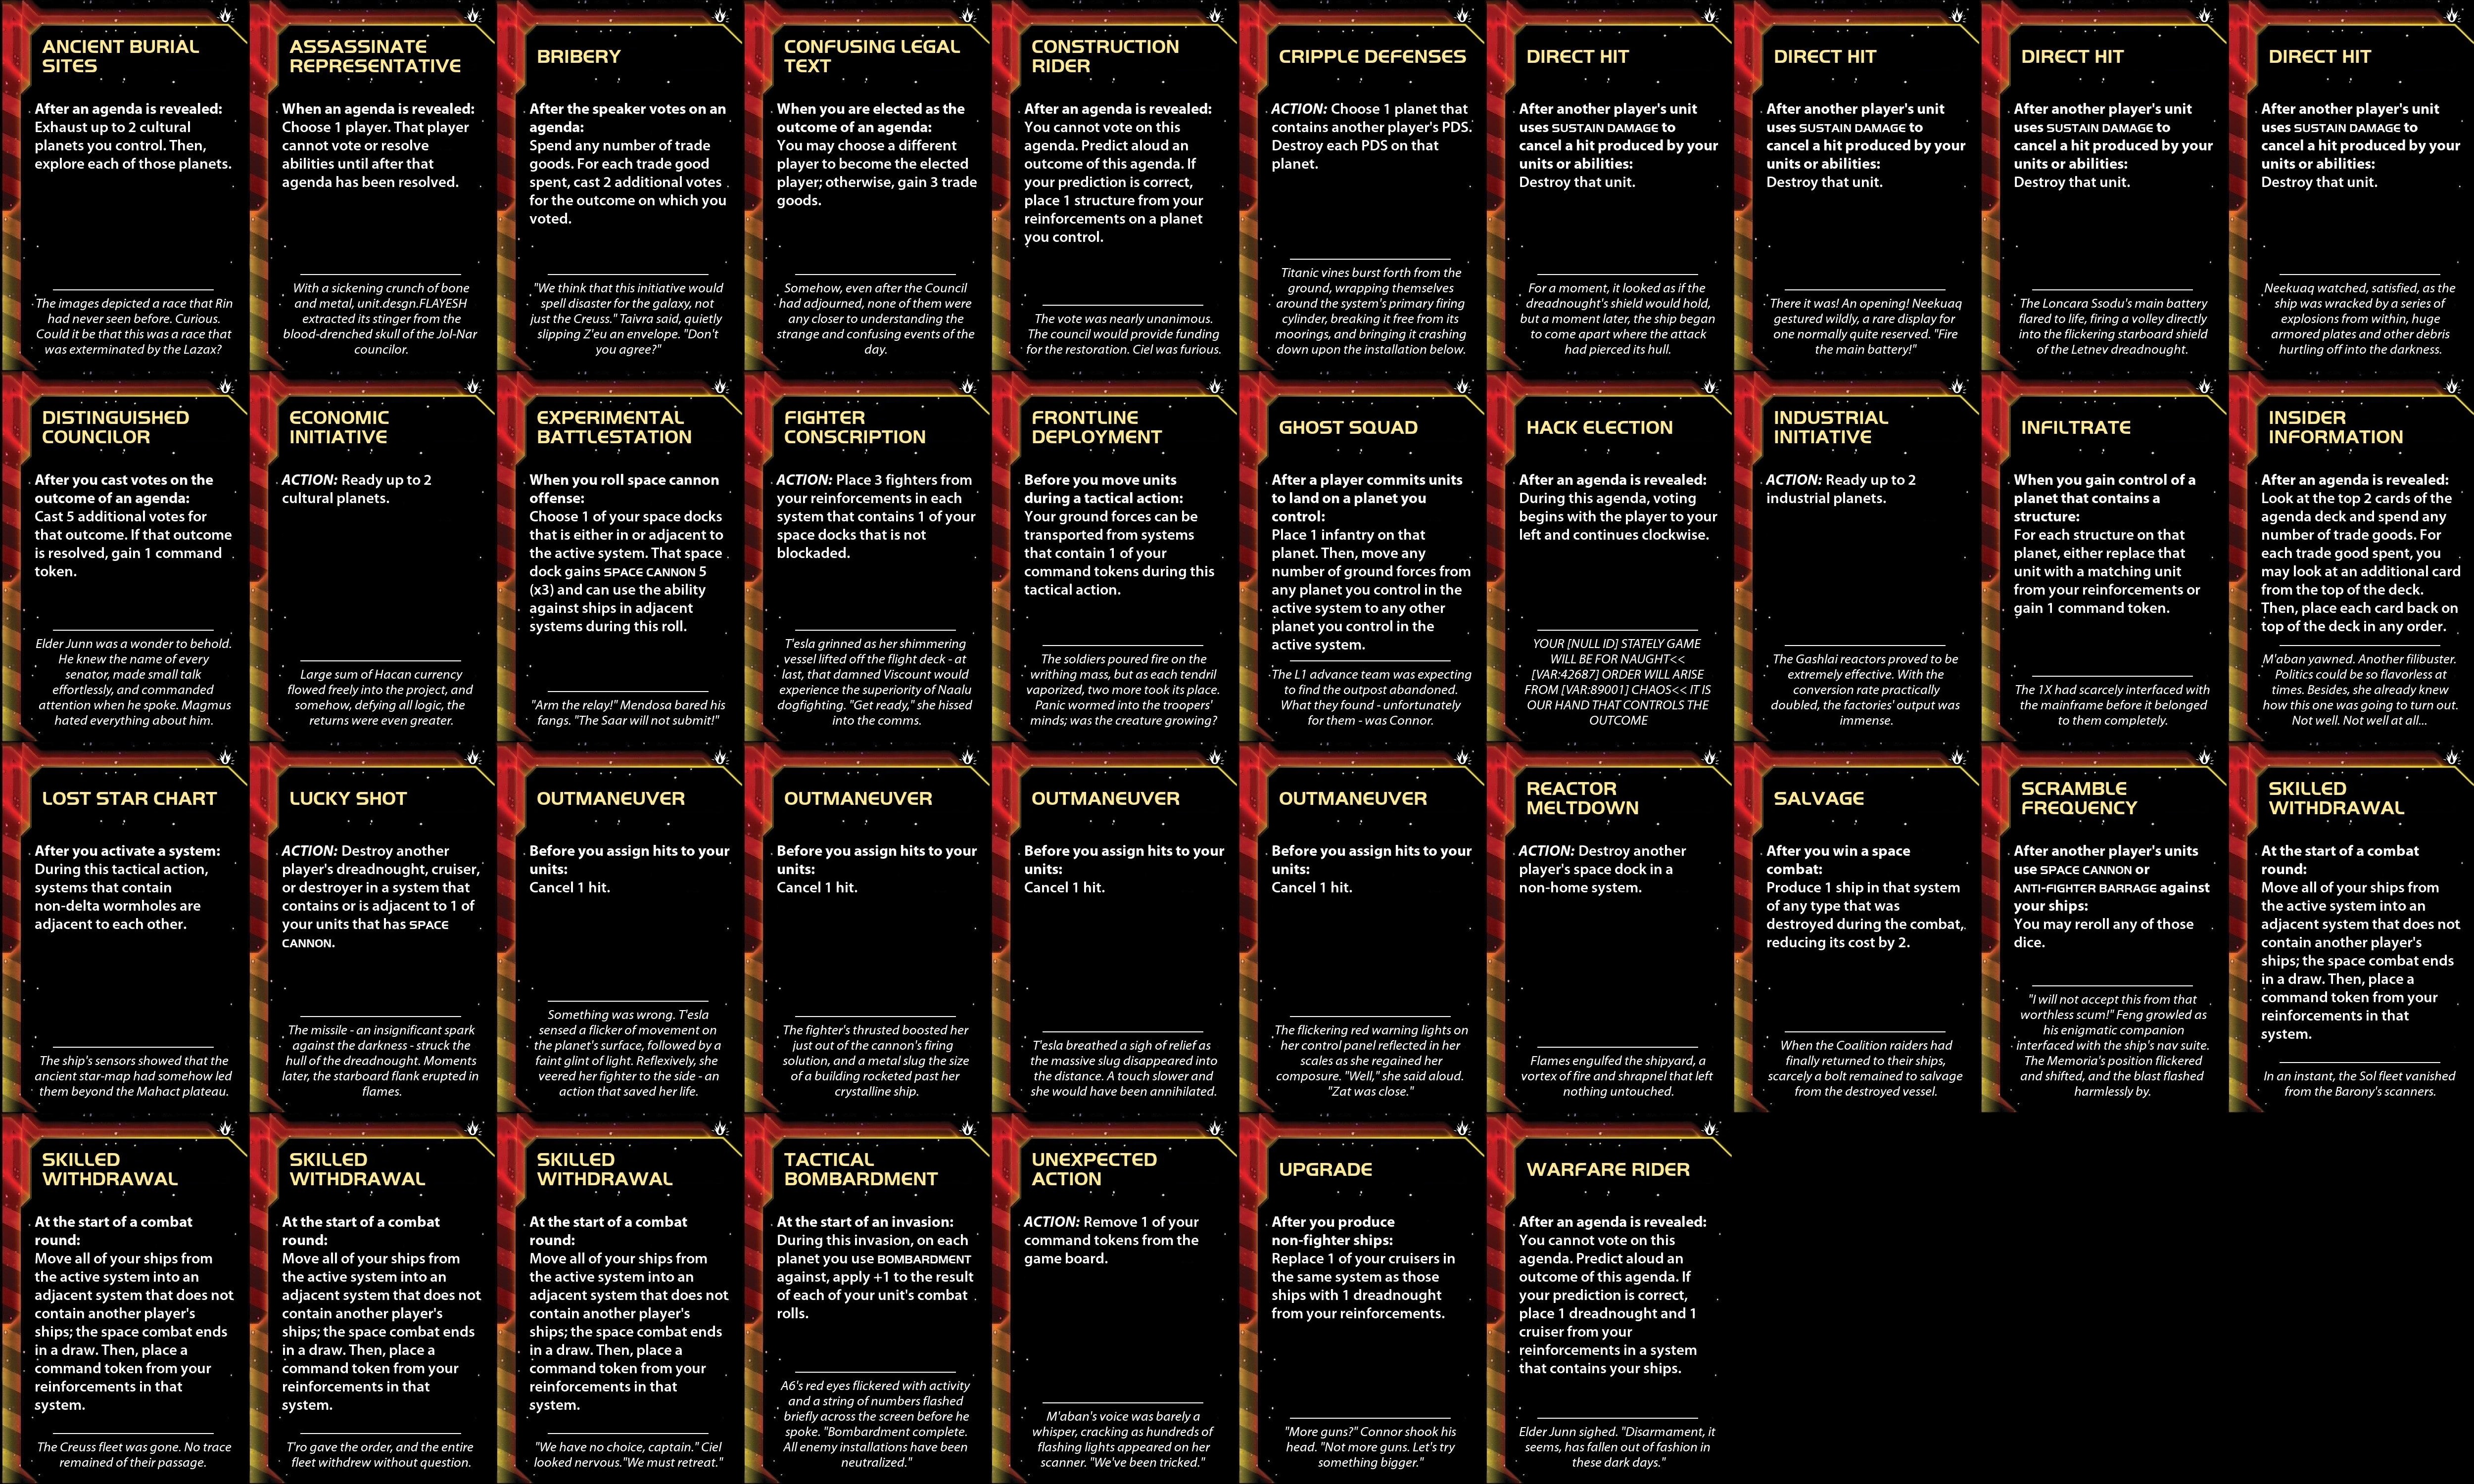 ANCIENT BURIAL
SITES
After an agenda is revealed:
Exhaust up to 2 cultural
planets you control. Then,
explore each of those planets.
The images depicted a race that Rin
had never seen before. Curious.
Could it be that this was a race that
was exterminated by the Lazax?
ASSASSINATE
REPRESENTATIVE
When an agenda is revealed:
Choose 1 player. That player
cannot vote or resolve
abilities until after that
agenda has been resolved.
With a sickening crunch of bone
and metal, unit.desgn.FLAYESH
extracted its stinger from the
blood-drenched skull of the Jol-Nar
councilor.
BRIBERY
After the speaker votes on an
agenda:
Spend any number of trade
goods. For each trade good
spent, cast 2 additional votes
for the outcome on which you
voted.
"We think that this initiative would
spell disaster for the galaxy, not
just the Creuss." Taivra said, quietly
slipping Z'eu an envelope. "Don't
you agree?"
CONFUSING LEGAL
TEXT
When you are elected as the
outcome of an agenda:
You may choose a different
player to become the elected
player; otherwise, gain 3 trade
goods.
Somehow, even after the Council
had adjourned, none of them were
any closer to understanding the
strange and confusing events of the
day.
CONSTRUCTION
RIDER
After an agenda is revealed:
You cannot vote on this
agenda. Predict aloud an
outcome of this agenda. If
your prediction is correct,
place 1 structure from your
reinforcements on a planet
you control.
The vote was nearly unanimous.
The council would provide funding
for the restoration. Ciel was furious.
CRIPPLE DEFENSES
ACTION: Choose 1 planet that
contains another player's PDS.
Destroy each PDS on that
planet.
Titanic vines burst forth from the
ground, wrapping themselves
around the system's primary firing
cylinder, breaking it free from its
moorings, and bringing it crashing
down upon the installation below.
DIRECT HIT
After another player's unit
uses SUSTAIN DAMAGE to
cancel a hit produced by your
units or abilities:
Destroy that unit.
For a moment, it looked as if the
dreadnought's shield would hold,
but a moment later, the ship began
to come apart where the attack
had pierced its hull.
DIRECT HIT
After another player's unit
uses SUSTAIN DAMAGE to
cancel a hit produced by your
units or abilities:
Destroy that unit.
There it was! An opening! Neekuaq
gestured wildly, a rare display for
one normally quite reserved. "Fire
the main battery!"
DIRECT HIT
After another player's unit
uses SUSTAIN DAMAGE to
cancel a hit produced by your
units or abilities:
Destroy that unit.
The Loncara Ssodu's main battery
flared to life, firing a volley directly
into the flickering starboard shield
of the Letnev dreadnought.
DIRECT HIT
After another player's unit
uses SUSTAIN DAMAGE to
cancel a hit produced by your
units or abilities:
Destroy that unit.
Neekuaq watched, satisfied, as the
ship was wracked by a series of
explosions from within, huge
armored plates and other debris
hurtling off into the darkness.
DISTINGUISHED
COUNCILOR
After you cast votes on the
outcome of an agenda:
Cast 5 additional votes for
that outcome. If that outcome
is resolved, gain 1 command
token.
Elder Junn was a wonder to behold.
He knew the name of every
senator, made small talk
effortlessly, and commanded
attention when he spoke. Magmus
hated everything about him.
ECONOMIC
INITIATIVE
ACTION: Ready up to 2
cultural planets.
Large sum of Hacan currency
flowed freely into the project, and
somehow, defying all logic, the
returns were even greater.
EXPERIMENTAL
BATTLESTATION
When you roll space cannon
offense:
Choose 1 of your space docks
that is either in or adjacent to
the active system. That space
dock gains SPACE CANNON 5
(x3) and can use the ability
against ships in adjacent
systems during this roll.
"Arm the relay!" Mendosa bared his
fangs. "The Saar will not submit!"
FIGHTER
CONSCRIPTION
ACTION: Place 3 fighters from
your reinforcements in each
system that contains 1 of your
space docks that is not
blockaded.
T'esla grinned as her shimmering
vessel lifted off the flight deck - at
last, that damned Viscount would
experience the superiority of Naalu
dogfighting. "Get ready," she hissed
into the comms.
FRONTLINE
DEPLOYMENT
Before you move units
during a tactical action:
Your ground forces can be
transported from systems
that contain 1 of your
command tokens during this
tactical action.
The soldiers poured fire on the
writhing mass, but as each tendril
vaporized, two more took its place.
Panic wormed into the troopers'
minds; was the creature growing?
GHOST SQUAD
After a player commits units
to land on a planet you
control:
Place 1 infantry on that
planet. Then, move any
number of ground forces from
any planet you control in the
active system to any other
planet you control in the
active system.
The L1 advance team was expecting
to find the outpost abandoned.
What they found - unfortunately
for them - was Connor.
HACK ELECTION
After an agenda is revealed:
During this agenda, voting
begins with the player to your
left and continues clockwise.
YOUR [NULL ID] STATELY GAME
WILL BE FOR NAUGHT<<
[VAR:42687] ORDER WILL ARISE
FROM [VAR:89001] CHAOS<< IT IS
OUR HAND THAT CONTROLS THE
OUTCOME
INDUSTRIAL
INITIATIVE
ACTION: Ready up to 2
industrial planets.
The Gashlai reactors proved to be
extremely effective. With the
conversion rate practically
doubled, the factories' output was
immense.
INFILTRATE
When you gain control of a
planet that contains a
structure:
For each structure on that
planet, either replace that
unit with a matching unit
from your reinforcements or
gain 1 command token.
The 1X had scarcely interfaced with
the mainframe before it belonged
to them completely.
INSIDER
INFORMATION
After an agenda is revealed:
Look at the top 2 cards of the
agenda deck and spend any
number of trade goods. For
each trade good spent, you
may look at an additional card
from the top of the deck.
Then, place each card back on
top of the deck in any order.
M'aban yawned. Another filibuster.
Politics could be so flavorless at
times. Besides, she already knew
how this one was going to turn out.
Not well. Not well at all...
LOST STAR CHART
After you activate a system:
During this tactical action,
systems that contain
non-delta wormholes are
adjacent to each other.
The ship's sensors showed that the
ancient star-map had somehow led
them beyond the Mahact plateau.
LUCKY SHOT
ACTION: Destroy another
player's dreadnought, cruiser,
or destroyer in a system that
contains or is adjacent to 1 of
your units that has SPACE
CANNON.
The missile - an insignificant spark
against the darkness - struck the
hull of the dreadnought. Moments
later, the starboard flank erupted in
flames.
OUTMANEUVER
Before you assign hits to your
units:
Cancel 1 hit.
Something was wrong. T'esla
sensed a flicker of movement on
the planet's surface, followed by a
faint glint of light. Reflexively, she
veered her fighter to the side - an
action that saved her life.
OUTMANEUVER
Before you assign hits to your
units:
Cancel 1 hit.
The fighter's thrusted boosted her
just out of the cannon's firing
solution, and a metal slug the size
of a building rocketed past her
crystalline ship.
OUTMANEUVER
Before you assign hits to your
units:
Cancel 1 hit.
T'esla breathed a sigh of relief as
the massive slug disappeared into
the distance. A touch slower and
she would have been annihilated.
OUTMANEUVER
Before you assign hits to your
units:
Cancel 1 hit.
The flickering red warning lights on
her control panel reflected in her
scales as she regained her
composure. "Well," she said aloud.
"Zat was close."
REACTOR
MELTDOWN
ACTION: Destroy another
player's space dock in a
non-home system.
Flames engulfed the shipyard, a
vortex of fire and shrapnel that left
nothing untouched.
SALVAGE
After you win a space
combat:
Produce 1 ship in that system
of any type that was
destroyed during the combat,
reducing its cost by 2.
When the Coalition raiders had
finally returned to their ships,
scarcely a bolt remained to salvage
from the destroyed vessel.
SCRAMBLE
FREQUENCY
After another player's units
use SPACE CANNON or
ANTI-FIGHTER BARRAGE against
your ships:
You may reroll any of those
dice.
"I will not accept this from that
worthless scum!" Feng growled as
his enigmatic companion
interfaced with the ship's nav suite.
The Memoria's position flickered
and shifted, and the blast flashed
harmlessly by.
SKILLED
WITHDRAWAL
At the start of a combat
round:
Move all of your ships from
the active system into an
adjacent system that does not
contain another player's
ships; the space combat ends
in a draw. Then, place a
command token from your
reinforcements in that
system.
In an instant, the Sol fleet vanished
from the Barony's scanners.
SKILLED
WITHDRAWAL
At the start of a combat
round:
Move all of your ships from
the active system into an
adjacent system that does not
contain another player's
ships; the space combat ends
in a draw. Then, place a
command token from your
reinforcements in that
system.
The Creuss fleet was gone. No trace
remained of their passage.
SKILLED
WITHDRAWAL
At the start of a combat
round:
Move all of your ships from
the active system into an
adjacent system that does not
contain another player's
ships; the space combat ends
in a draw. Then, place a
command token from your
reinforcements in that
system.
T'ro gave the order, and the entire
fleet withdrew without question.
SKILLED
WITHDRAWAL
At the start of a combat
round:
Move all of your ships from
the active system into an
adjacent system that does not
contain another player's
ships; the space combat ends
in a draw. Then, place a
command token from your
reinforcements in that
system.
"We have no choice, captain." Ciel
looked nervous."We must retreat."
TACTICAL
BOMBARDMENT
At the start of an invasion:
During this invasion, on each
planet you use BOMBARDMENT
against, apply +1 to the result
of each of your unit's combat
rolls.
A6's red eyes flickered with activity
and a string of numbers flashed
briefly across the screen before he
spoke. "Bombardment complete.
All enemy installations have been
neutralized."
UNEXPECTED
ACTION
ACTION: Remove 1 of your
command tokens from the
game board.
M'aban's voice was barely a
whisper, cracking as hundreds of
flashing lights appeared on her
scanner. "We've been tricked."
UPGRADE
After you produce
non-fighter ships:
Replace 1 of your cruisers in
the same system as those
ships with 1 dreadnought
from your reinforcements.
"More guns?" Connor shook his
head. "Not more guns. Let's try
something bigger."
WARFARE RIDER
After an agenda is revealed:
You cannot vote on this
agenda. Predict aloud an
outcome of this agenda. If
your prediction is correct,
place 1 dreadnought and 1
cruiser from your
reinforcements in a system
that contains your ships.
Elder Junn sighed. "Disarmament, it
seems, has fallen out of fashion in
these dark days."